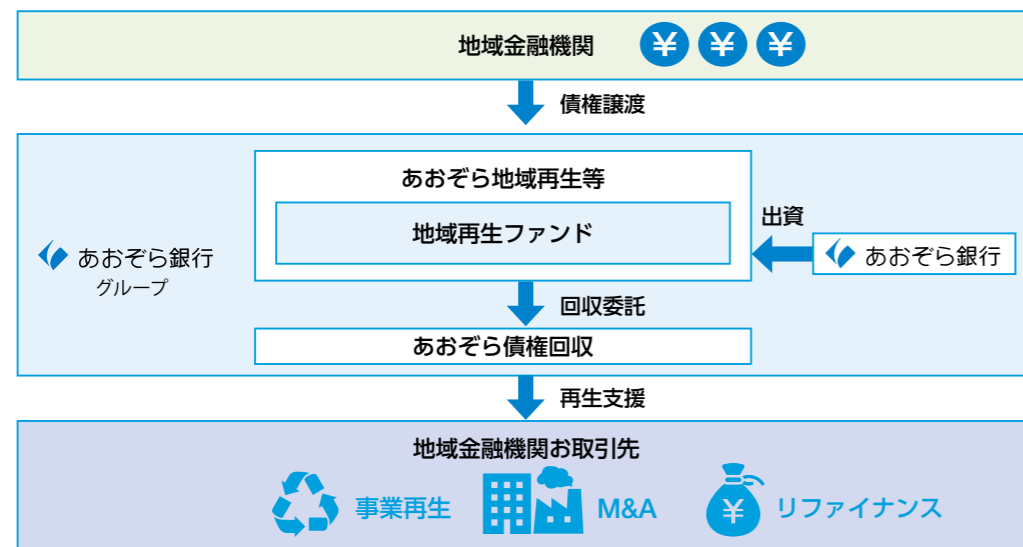 地域金融機関 ¥ ¥ ¥
債権譲渡
あおぞら地域再生等
地域再生ファンド
出資
あおぞら銀行
あおぞら銀行
グループ
回収委託
あおぞら債権回収
再生支援
地域金融機関お取引先
事業再生 M&A ¥ リファイナンス